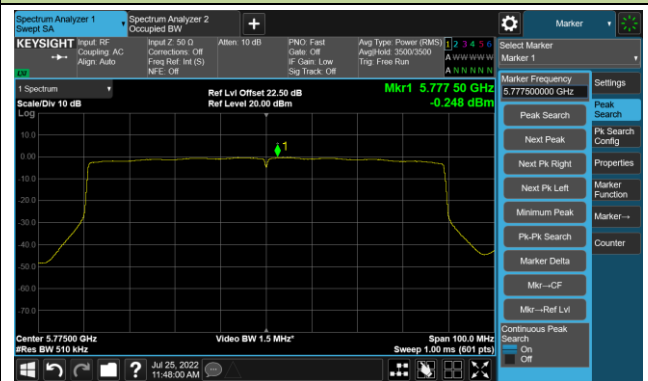 Spectrum Analyzer 1
Swept SA
Spectrum Analyzer 2
Occupied BW
+
Marker
KEYSIGHT
Input: RF
Coupling: AC
Align: Auto
Input Z: 50 Ω
Corrections: Off
Freq Ref: Int (S)
NFE: Off
Atten: 10 dB
PNO: Fast
Gate: Off
IF Gain: Low
Sig Track: Off
Avg Type: Power (RMS)
Avg|Hold: 3500/3500
Trig: Free Run
1 2 3 4 5 6
A W W W W W
A N N N N N
LXI
Select Marker
Marker 1
1 Spectrum
Scale/Div 10 dB
Log
Ref Lvl Offset 22.50 dB
Ref Level 20.00 dBm
Mkr1 5.777 50 GHz
-0.248 dBm
1
10.0
0.00
-10.0
-20.0
-30.0
-40.0
-50.0
-60.0
-70.0
Center 5.77500 GHz
#Res BW 510 kHz
Video BW 1.5 MHz*
Span 100.0 MHz
Sweep 1.00 ms (601 pts)
Marker Frequency
5.777500000 GHz
Peak Search
Next Peak
Next Pk Right
Next Pk Left
Minimum Peak
Pk-Pk Search
Marker Delta
Mkr→CF
Mkr→Ref Lvl
Continuous Peak
Search
On
Off
Settings
Peak
Search
Pk Search
Config
Properties
Marker
Function
Marker→
Counter
?
Jul 25, 2022
11:48:00 AM